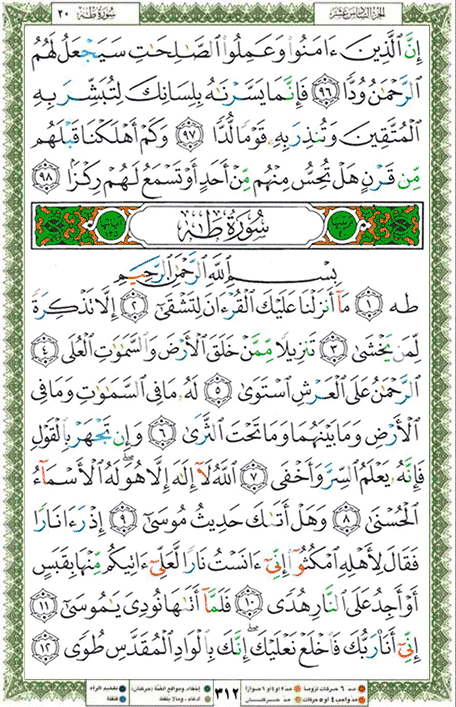 الجزء السادس عشر
سورة طه ٢٠
إِنَّ ٱلَّذِينَ ءَامَنُوا۟ وَعَمِلُوا۟ ٱلصَّـٰلِحَـٰتِ سَيَجْعَلُ لَهُمُ
ٱلرَّحْمَـٰنُ وُدًّا ٩٦ فَإِنَّمَا يَسَّرْنَـٰهُ بِلِسَانِكَ لِتُبَشِّرَ بِهِ
ٱلْمُتَّقِينَ وَتُنذِرَ بِهِۦ قَوْمًا لُّدًّا ٩٧ وَكَمْ أَهْلَكْنَا قَبْلَهُم
مِّن قَرْنٍ هَلْ تُحِسُّ مِنْهُم مِّنْ أَحَدٍ أَوْ تَسْمَعُ لَهُمْ رِكْزًۢا ٩٨
سُورَةُ طه
بِسْمِ ٱللَّهِ ٱلرَّحْمَـٰنِ ٱلرَّحِيمِ
طه ١ مَآ أَنزَلْنَا عَلَيْكَ ٱلْقُرْءَانَ لِتَشْقَىٰٓ ٢ إِلَّا تَذْكِرَةً
لِّمَن يَخْشَىٰ ٣ تَنزِيلًا مِّمَّنْ خَلَقَ ٱلْأَرْضَ وَٱلسَّمَـٰوَٰتِ ٱلْعُلَى ٤
ٱلرَّحْمَـٰنُ عَلَى ٱلْعَرْشِ ٱسْتَوَىٰ ٥ لَهُۥ مَا فِى ٱلسَّمَـٰوَٰتِ وَمَا فِى
ٱلْأَرْضِ وَمَا بَيْنَهُمَا وَمَا تَحْتَ ٱلثَّرَىٰ ٦ وَإِن تَجْهَرْ بِٱلْقَوْلِ
فَإِنَّهُۥ يَعْلَمُ ٱلسِّرَّ وَأَخْفَى ٧ ٱللَّهُ لَآ إِلَـٰهَ إِلَّا هُوَ ۖ لَهُ ٱلْأَسْمَآءُ
ٱلْحُسْنَىٰ ٨ وَهَلْ أَتَىٰكَ حَدِيثُ مُوسَىٰٓ ٩ إِذْ رَءَا نَارًا
فَقَالَ لِأَهْلِهِ ٱمْكُثُوٓا۟ إِنِّىٓ ءَانَسْتُ نَارًا لَّعَلِّىٓ ءَاتِيكُم مِّنْهَا بِقَبَسٍ
أَوْ أَجِدُ عَلَى ٱلنَّارِ هُدًى ١٠ فَلَمَّآ أَتَىٰهَا نُودِىَ يَـٰمُوسَىٰٓ ١١
إِنِّىٓ أَنَا۠ رَبُّكَ فَٱخْلَعْ نَعْلَيْكَ ۖ إِنَّكَ بِٱلْوَادِ ٱلْمُقَدَّسِ طُوًى ١٢
٣١٢